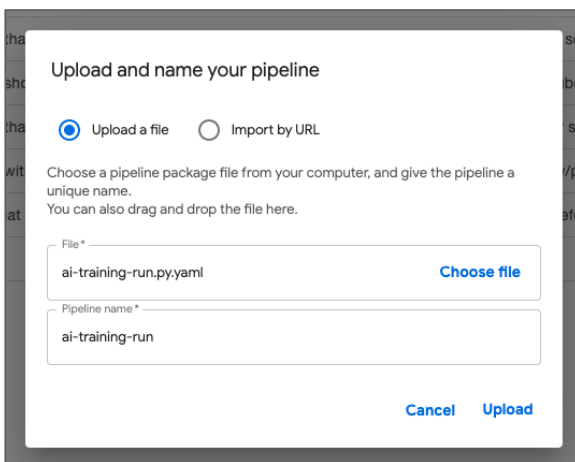 Upload and name your pipeline
Upload a file
Import by URL
Choose a pipeline package file from your computer, and give the pipeline a
unique name.
You can also drag and drop the file here.
File*
ai-training-run.py.yaml
Choose file
Pipeline name*
ai-training-run
Cancel
Upload